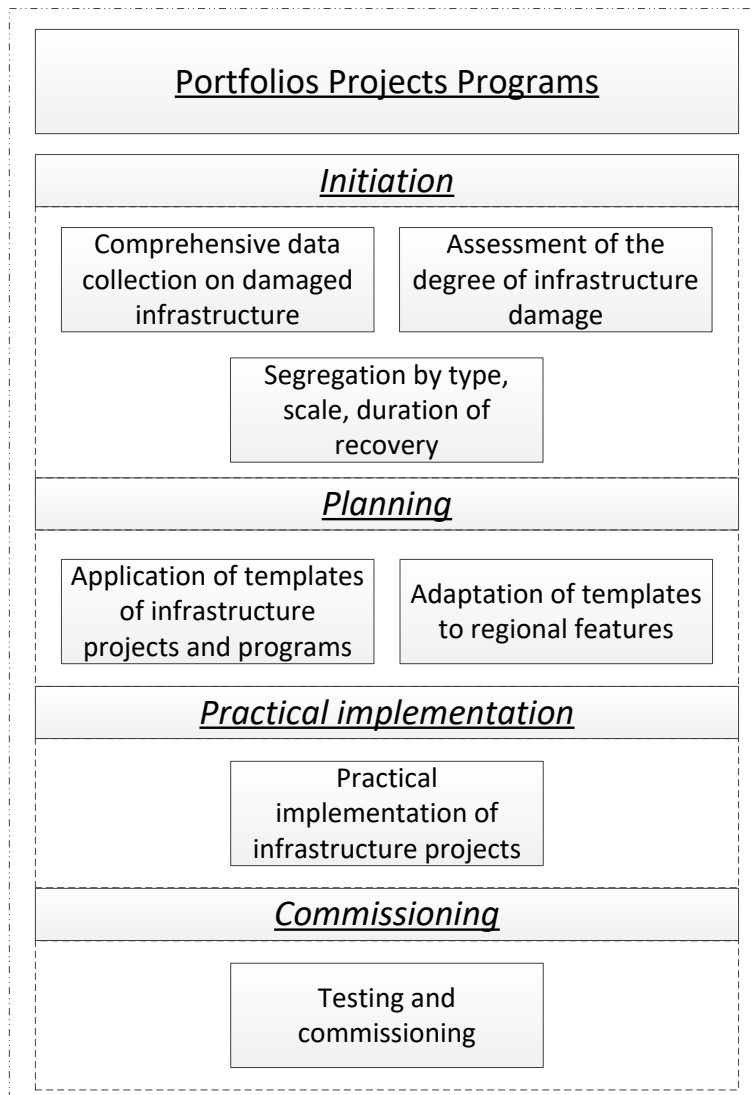 Portfolios Projects Programs
Initiation
Comprehensive data
collection on damaged
infrastructure
Assessment of the
degree of infrastructure
damage
Segregation by type,
scale, duration of
recovery
Planning
Application of templates
of infrastructure
projects and programs
Adaptation of templates
to regional features
Practical implementation
Practical
implementation of
infrastructure projects
Commissioning
Testing and
commissioning